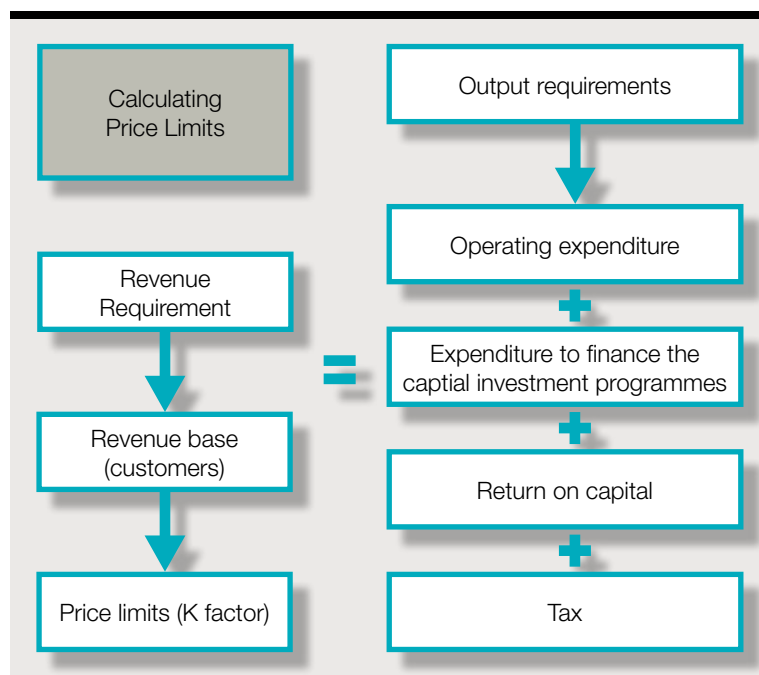 Calculating
Price Limits
Revenue
Requirement
Revenue base
(customers)
Price limits (K factor)
=
Output requirements
Operating expenditure
+
Expenditure to finance the
captial investment programmes
+
Return on capital
+
Tax